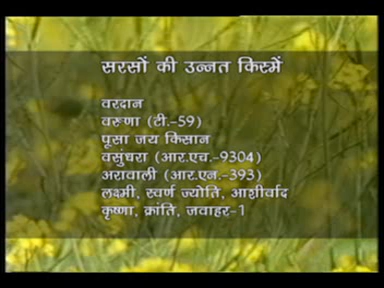 सरसों की उन्नत किस्में
वरदान
वरूणा (टी.-59)
पूसा जय किसान
वसुंधरा (आर.एच.-9304)
अरावाली (आर.एन.-393)
लक्ष्मी, स्वर्ण ज्योति, आशीर्वाद
कृष्णा, क्रांति, जवाहर-1